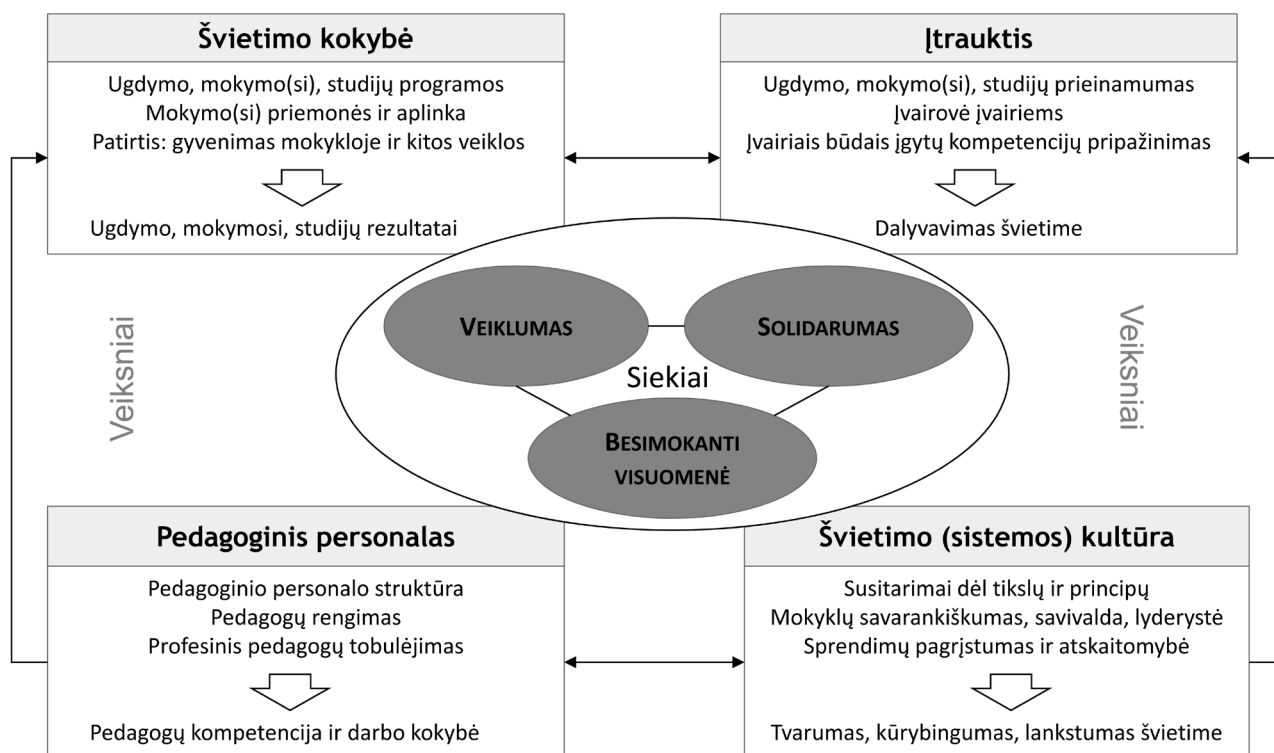 Švietimo kokybė
Ugdymo, mokymo(si), studijų programos
Mokymo(si) priemonės ir aplinka
Patirtis: gyvenimas mokykloje ir kitos veiklos
Ugdymo, mokymosi, studijų rezultatai
Įtrauktis
Ugdymo, mokymo(si), studijų prieinamumas
Įvairovė įvairiems
Įvairiais būdais įgytų kompetencijų pripažinimas
Dalyvavimas švietime
Veiksniai
VEIKLUMAS
SOLIDARUMAS
Siekiai
BESIMOKANTI
VISUOMENĖ
Veiksniai
Pedagoginis personalas
Pedagoginio personalo struktūra
Pedagogų rengimas
Profesinis pedagogų tobulėjimas
Pedagogų kompetencija ir darbo kokybė
Švietimo (sistemos) kultūra
Susitarimai dėl tikslų ir principų
Mokyklų savarankiškumas, savivalda, lyderystė
Sprendimų pagrįstumas ir atskaitomybė
Tvarumas, kūrybingumas, lankstumas švietime